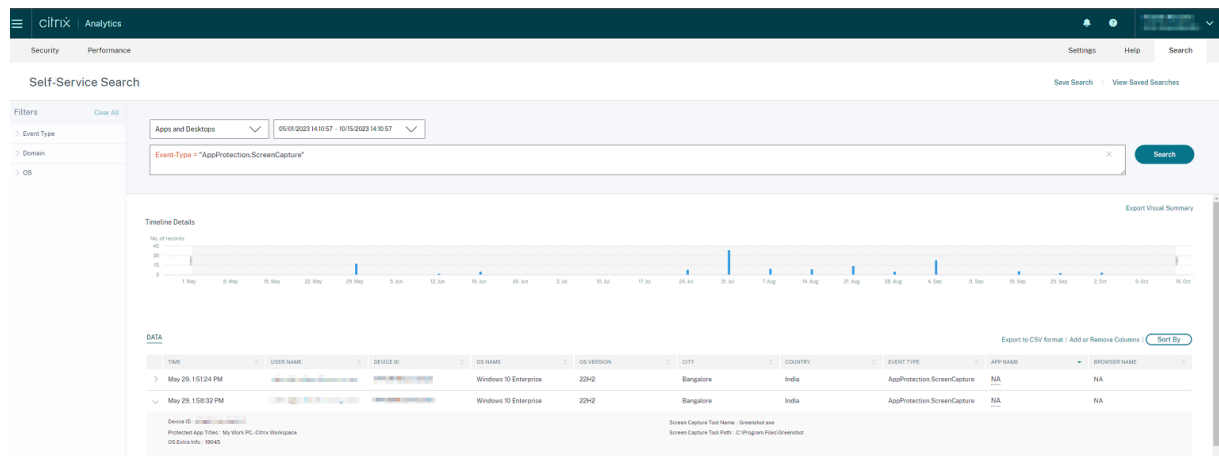 citrix | Analytics
Security Performance Settings Help Search
Self-Service Search Save Search | View Saved Searches
Filters Clear All
Event Type
Domain
OS
Apps and Desktops 05/01/2023 14:10:57 - 10/15/2023 14:10:57
Event-Type = "AppProtection.ScreenCapture" Search
Export Visual Summary
Timeline Details
No. of records
45
30
15
0
1. May 8. May 15. May 22. May 29. May 5. Jun 12. Jun 19. Jun 26. Jun 3. Jul 10. Jul 17. Jul 24. Jul 31. Jul 7. Aug 14. Aug 21. Aug 28. Aug 4. Sep 11. Sep 18. Sep 25. Sep 2. Oct 9. Oct 16. Oct
DATA Export to CSV format | Add or Remove Columns | Sort By
TIME USER NAME DEVICE ID OS NAME OS VERSION CITY COUNTRY EVENT TYPE APP NAME BROWSER NAME
May 29, 1:51:24 PM Windows 10 Enterprise 22H2 Bangalore India AppProtection.ScreenCapture NA NA
May 29, 1:58:32 PM Windows 10 Enterprise 22H2 Bangalore India AppProtection.ScreenCapture NA NA
Device ID : Screen Capture Tool Name : Greenshot.exe
Protected App Titles : My Work PC - Citrix Workspace Screen Capture Tool Path : C:\Program Files\Greenshot
OS Extra Info : 19045